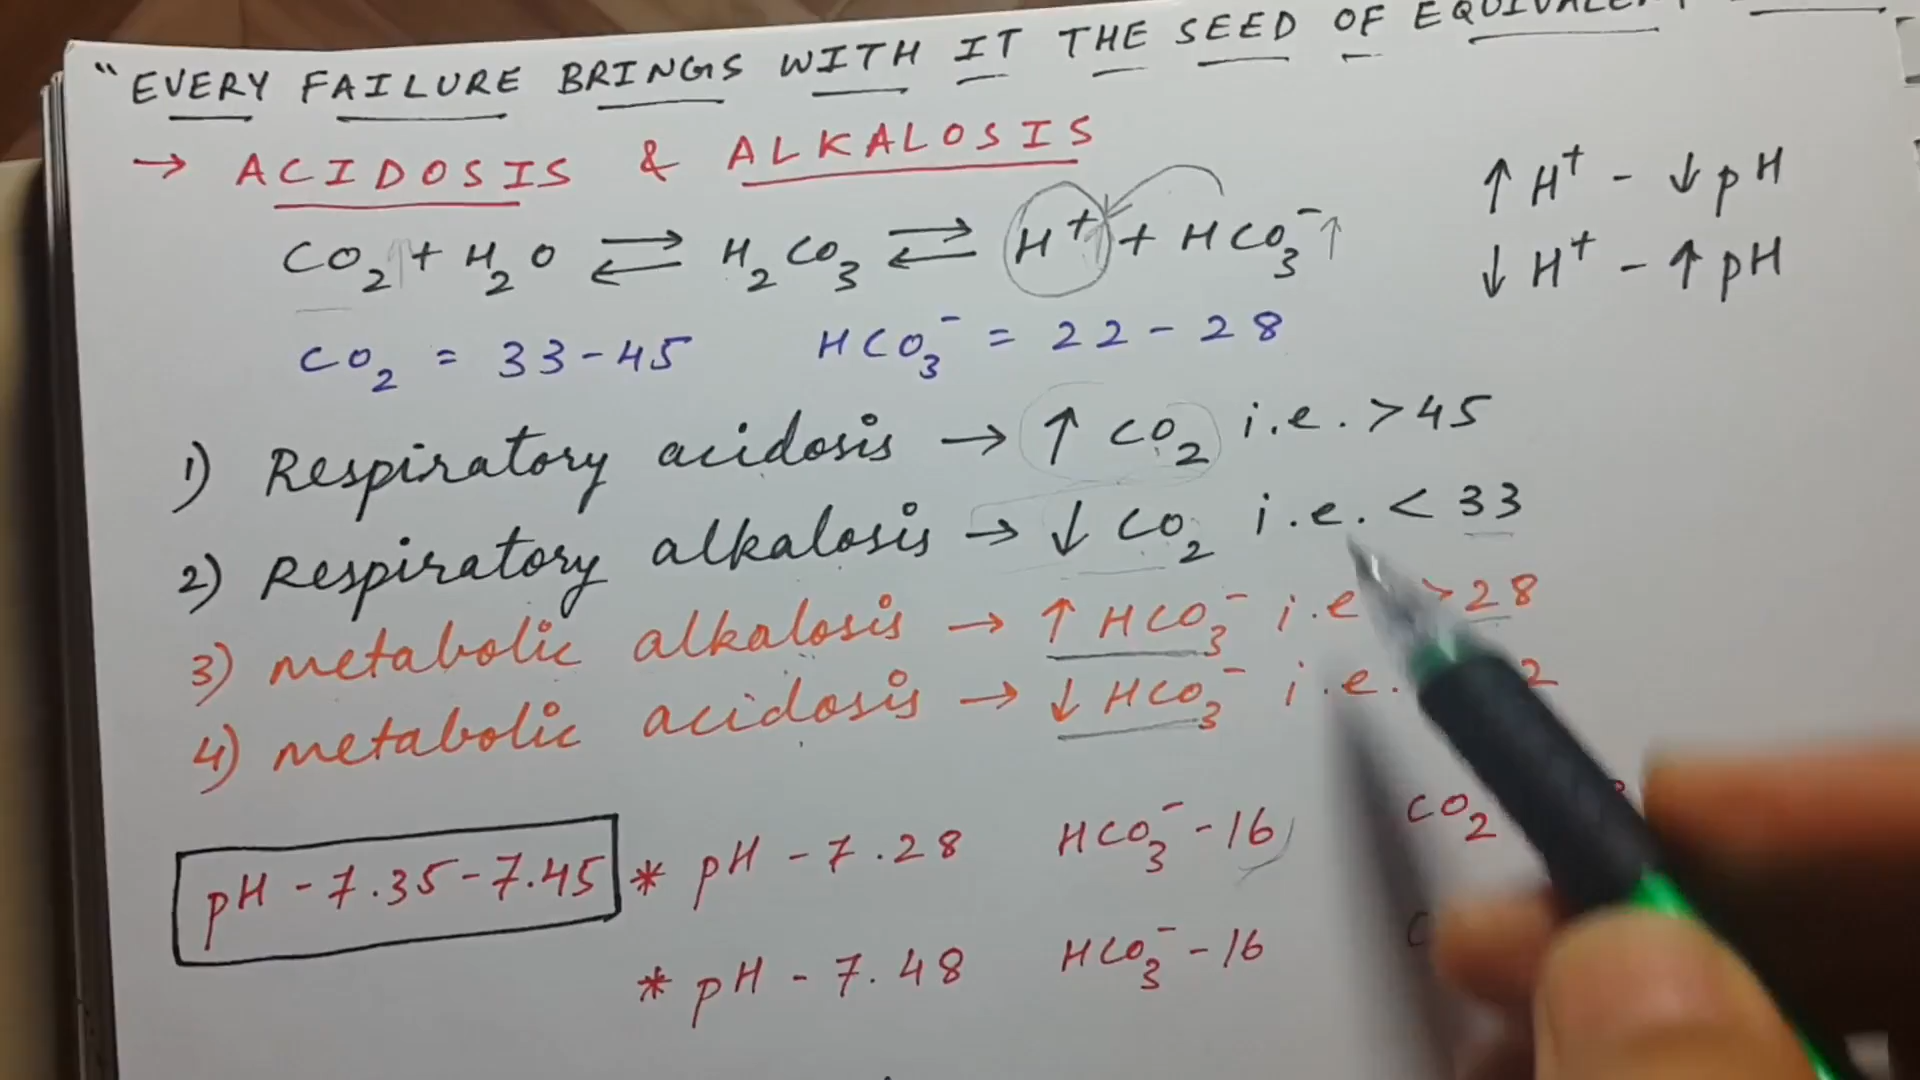 "EVERY FAILURE BRINGS WITH IT THE SEED OF EQUIVALENT
→ ACIDOSIS & ALKALOSIS
CO₂ + H₂O ⇌ H₂CO₃ ⇌ H⁺ + HCO₃⁻ ↑
↑ H⁺ - ↓ pH
↓ H⁺ - ↑ pH
CO₂ = 33-45 HCO₃⁻ = 22-28
1) Respiratory acidosis → ↑ CO₂ i.e. >45
2) Respiratory alkalosis → ↓ CO₂ i.e. < 33
3) metabolic alkalosis → ↑ HCO₃⁻ i.e. > 28
4) metabolic acidosis → ↓ HCO₃⁻ i.e.
pH - 7.35-7.45 * pH - 7.28 HCO₃⁻ - 16 CO₂
* pH - 7.48 HCO₃⁻ - 16